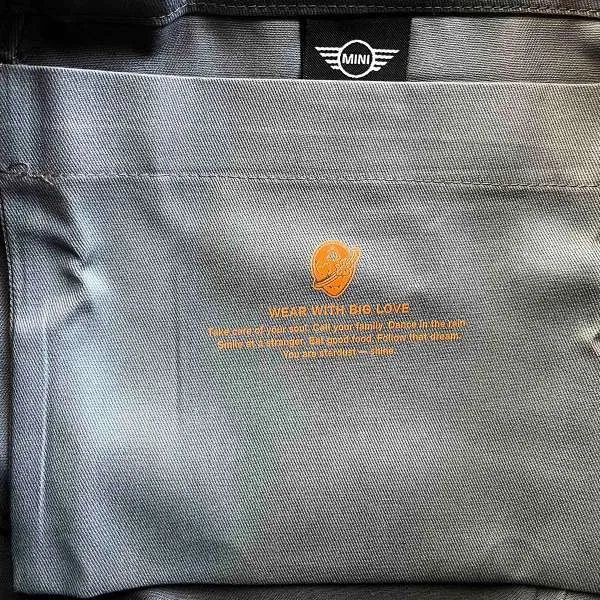 MINI
WEAR WITH BIG LOVE
Take care of your soul. Call your family. Dance in the rain.
Smile at a stranger. Eat good food. Follow that dream.
You are stardust — shine.